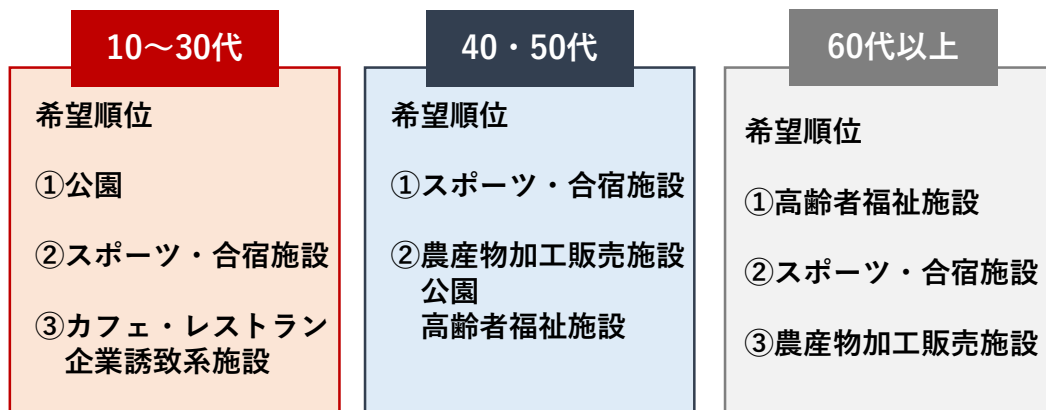 10～30代
希望順位
①公園
②スポーツ・合宿施設
③カフェ・レストラン
企業誘致系施設
40・50代
希望順位
①スポーツ・合宿施設
②農産物加工販売施設
公園
高齢者福祉施設
60代以上
希望順位
①高齢者福祉施設
②スポーツ・合宿施設
③農産物加工販売施設